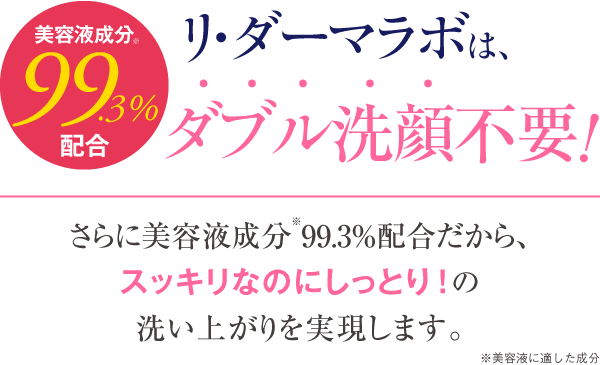 美容液成分※
99.3%
配合
リ・ダーマラボは、
ダブル洗顔不要!
さらに美容液成分※99.3%配合だから、
スッキリなのにしっとり!の
洗い上がりを実現します。
※美容液に適した成分